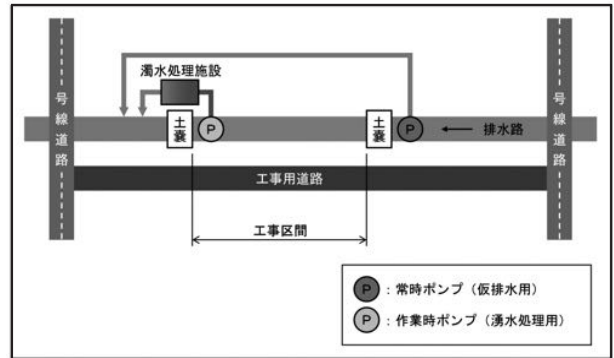 濁水処理施設
号線道路
土嚢
P
土嚢
P
排水路
号線道路
工事用道路
工事区間
P：常時ポンプ（仮排水用）
P：作業時ポンプ（湧水処理用）